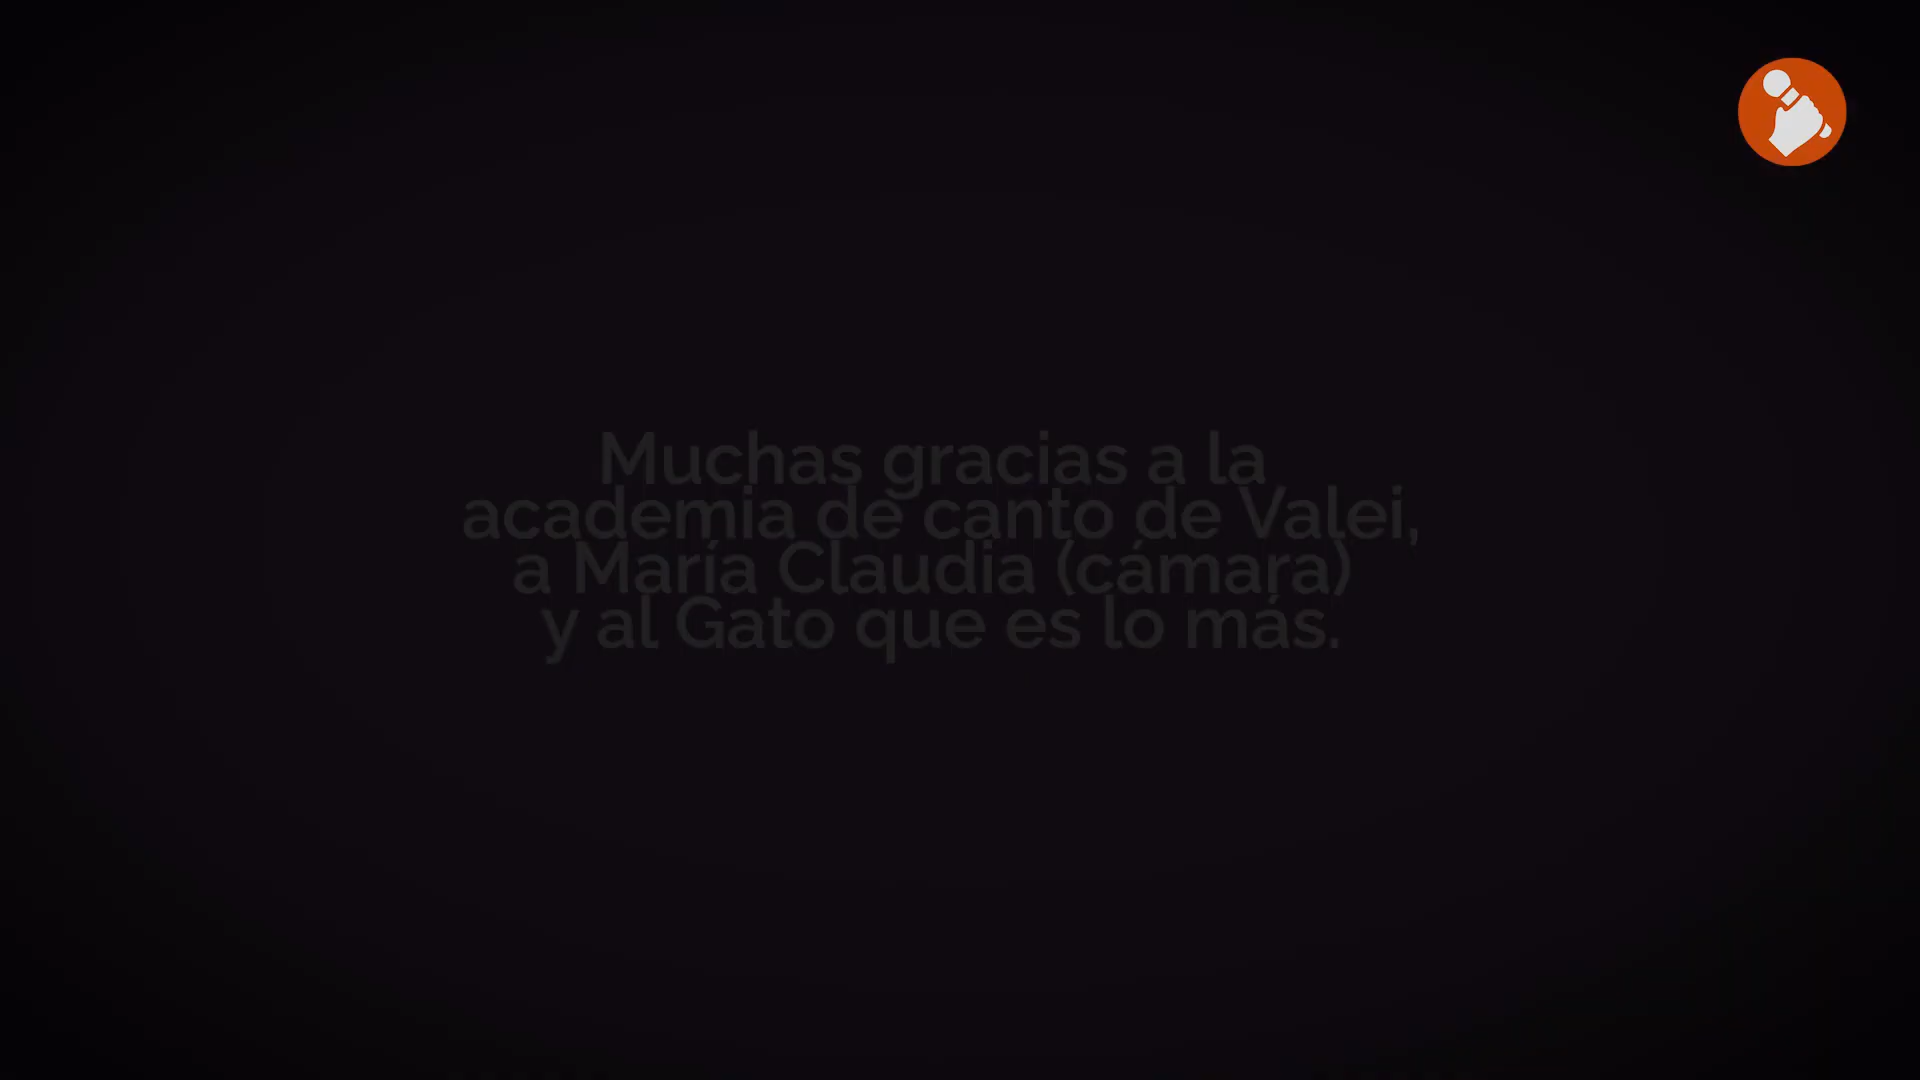 Muchas gracias a la
academia de canto de Valei,
a María Claudia (cámara)
y al Gato que es lo más.